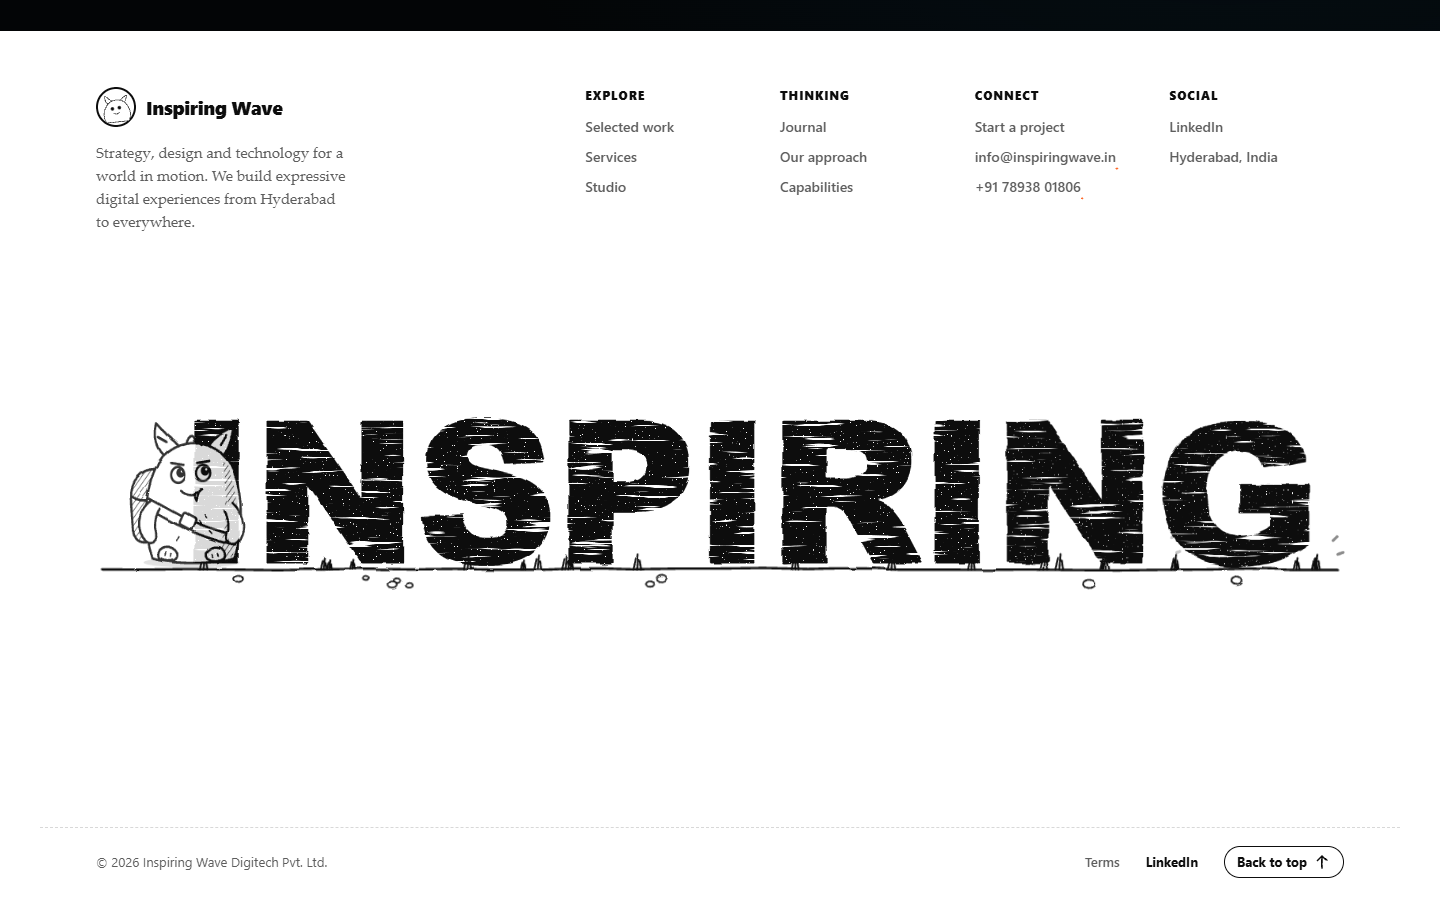 Inspiring Wave
Strategy, design and technology for a
world in motion. We build expressive
digital experiences from Hyderabad
to everywhere.
EXPLORE
Selected work
Services
Studio
THINKING
Journal
Our approach
Capabilities
CONNECT
Start a project
info@inspiringwave.in
+91 78938 01806
SOCIAL
LinkedIn
Hyderabad, India
INSPIRING
© 2026 Inspiring Wave Digitech Pvt. Ltd.
Terms
LinkedIn
Back to top ↑